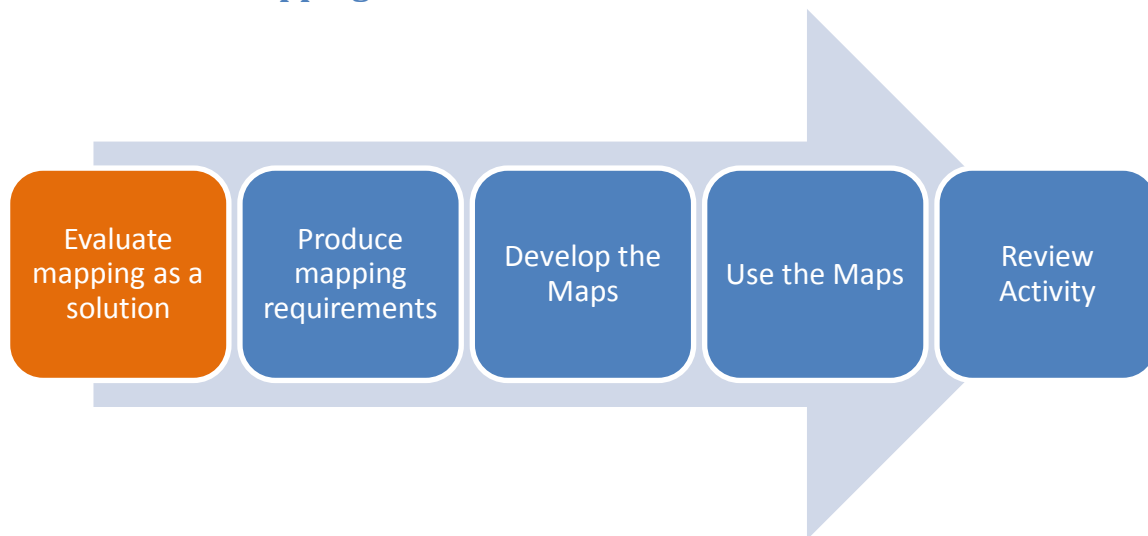 Evaluate
mapping as a
solution
Produce
mapping
requirements
Develop the
Maps
Use the Maps
Review
Activity